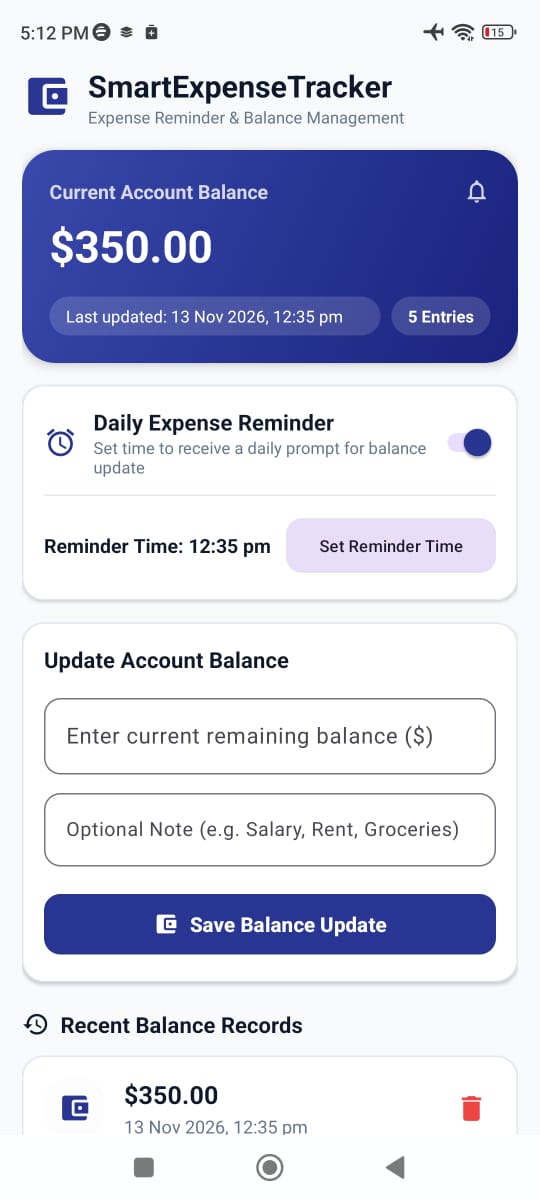 5:12 PM
15
SmartExpenseTracker
Expense Reminder & Balance Management
Current Account Balance
$350.00
Last updated: 13 Nov 2026, 12:35 pm
5 Entries
Daily Expense Reminder
Set time to receive a daily prompt for balance
update
Reminder Time: 12:35 pm
Set Reminder Time
Update Account Balance
Enter current remaining balance ($)
Optional Note (e.g. Salary, Rent, Groceries)
Save Balance Update
Recent Balance Records
$350.00
13 Nov 2026, 12:35 pm